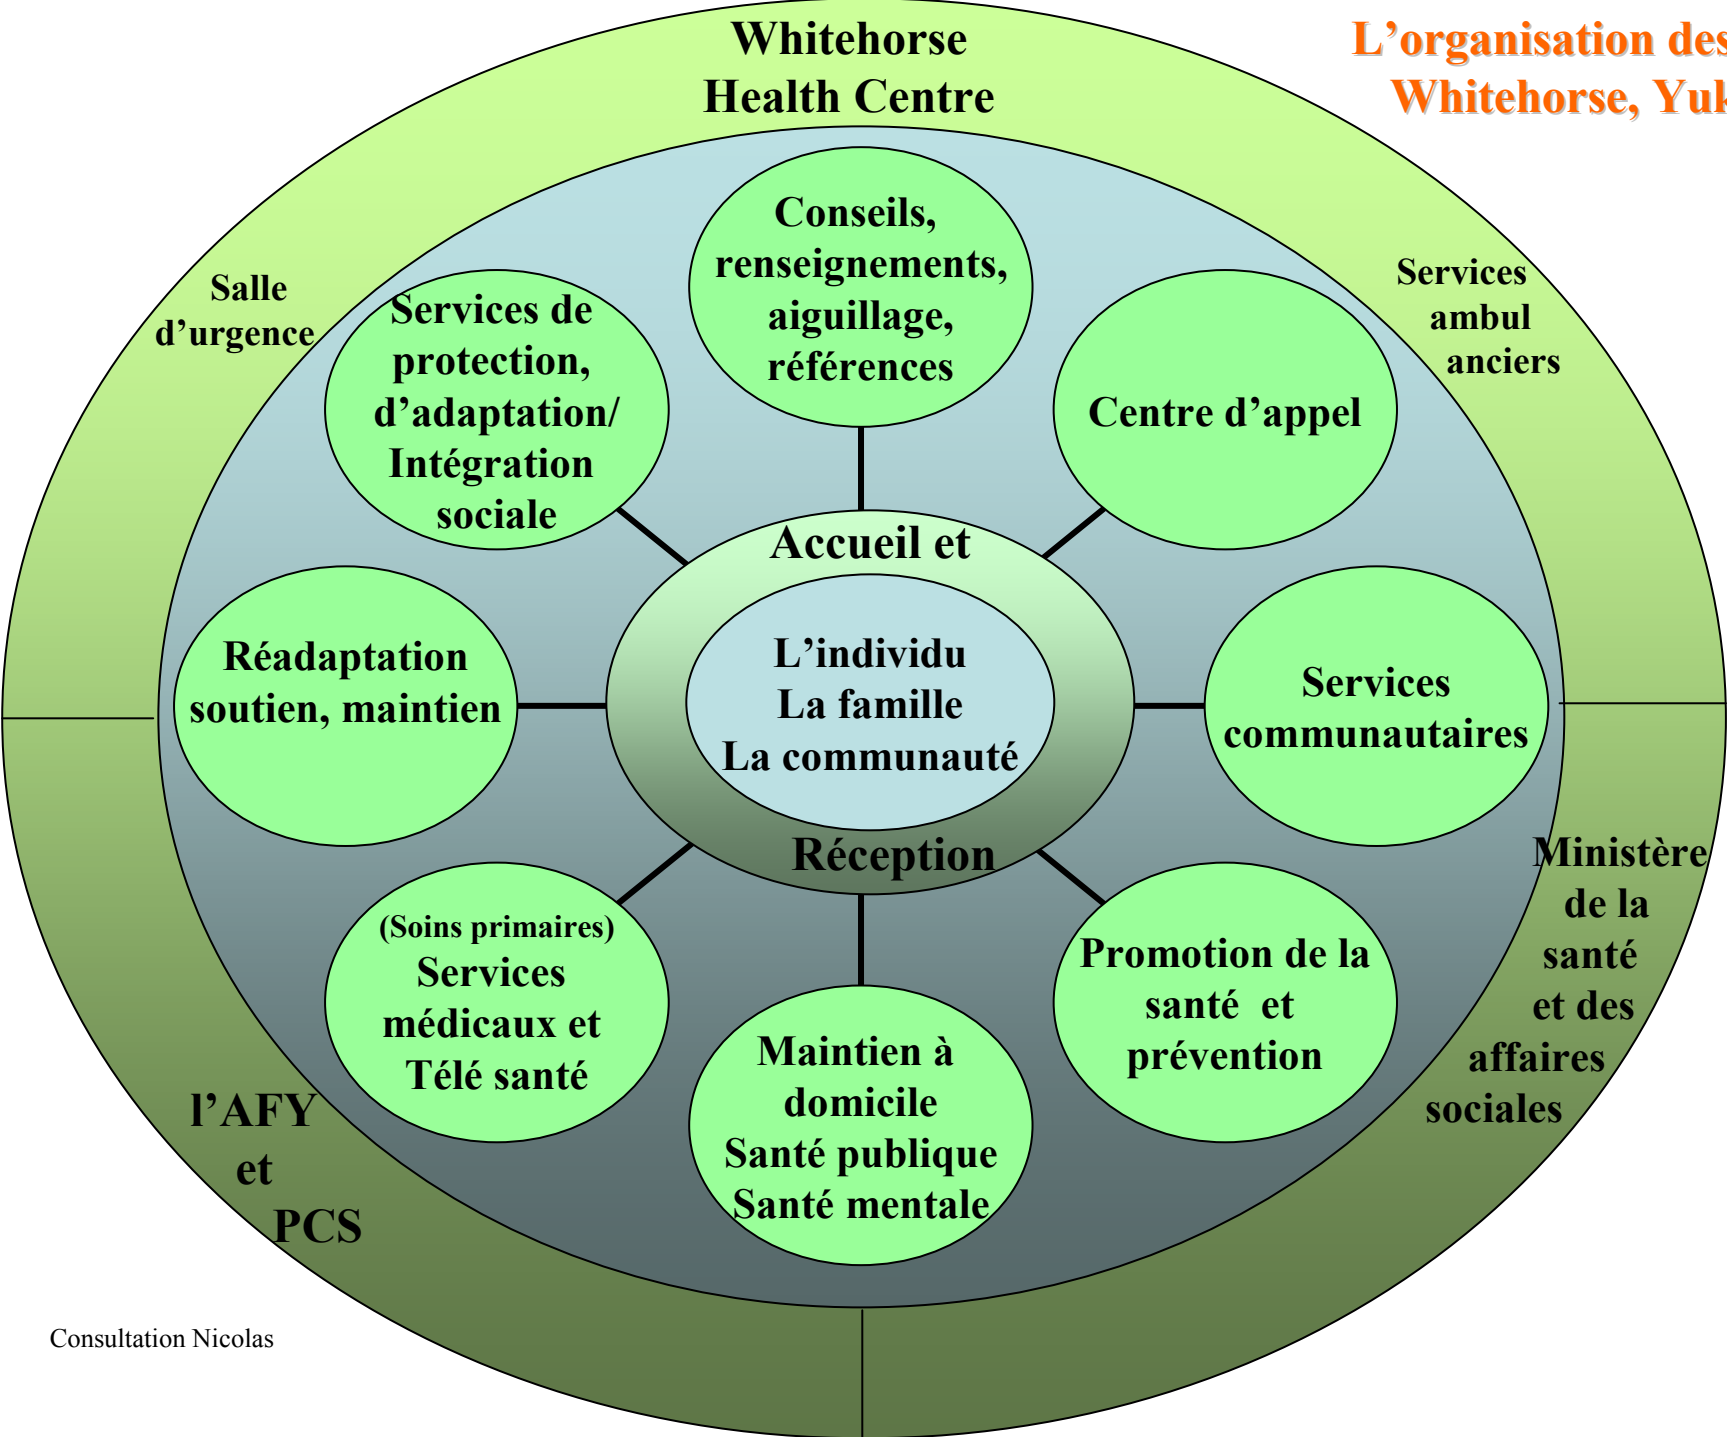 Whitehorse
Health Centre
L’organisation des
Whitehorse, Yuk
Salle
d’urgence
Services
ambul
anciers
Conseils,
renseignements,
aiguillage,
références
Services de
protection,
d’adaptation/
Intégration
sociale
Centre d’appel
Accueil et
L’individu
La famille
La communauté
Réception
Réadaptation
soutien, maintien
Services
communautaires
(Soins primaires)
Services
médicaux et
Télé santé
Maintien à
domicile
Santé publique
Santé mentale
Promotion de la
santé et
prévention
Ministère
de la
santé
et des
affaires
sociales
l’AFY
et
PCS
Consultation Nicolas